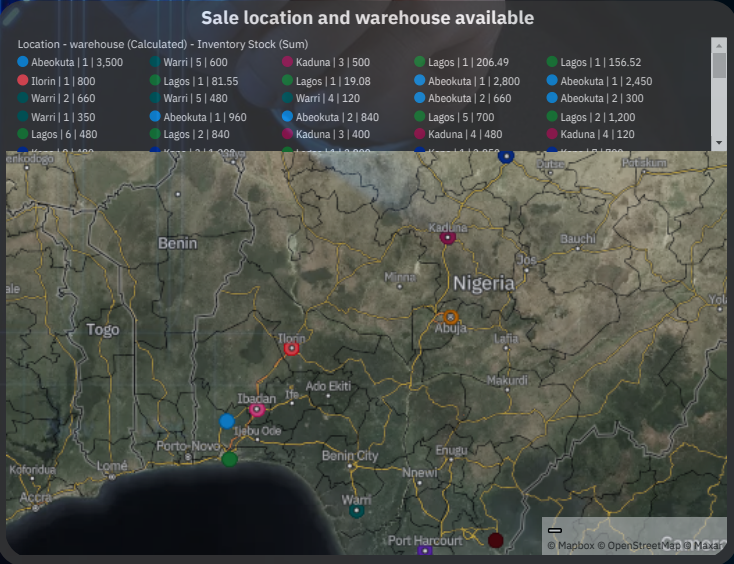 Sale location and warehouse available
Location - warehouse (Calculated) - Inventory Stock (Sum)
Abeokuta | 1 | 3,500 Warri | 5 | 600 Kaduna | 3 | 500 Lagos | 1 | 206.49 Lagos | 1 | 156.52
Ilorin | 1 | 800 Lagos | 1 | 81.55 Lagos | 1 | 19.08 Abeokuta | 1 | 2,800 Abeokuta | 1 | 2,450
Warri | 2 | 660 Warri | 5 | 480 Warri | 4 | 120 Abeokuta | 2 | 660 Abeokuta | 2 | 300
Warri | 1 | 350 Abeokuta | 1 | 960 Abeokuta | 2 | 840 Lagos | 5 | 700 Lagos | 2 | 1,200
Lagos | 6 | 480 Lagos | 2 | 840 Kaduna | 3 | 400 Kaduna | 4 | 480 Kaduna | 4 | 120
Potiskum
Kaduna
Benin
Bauchi
Jos
Minna
Nigeria
Yola
Togo
Abuja
Ilorin
Lafia
Makurdi
Ado Ekiti
Ibadan
Ife
Ijebu Ode
Porto-Novo
Benin City
Enugu
Koforidua
Lomé
Nnewi
Accra
Warri
Port Harcourt
© Mapbox © OpenStreetMap © Maxar